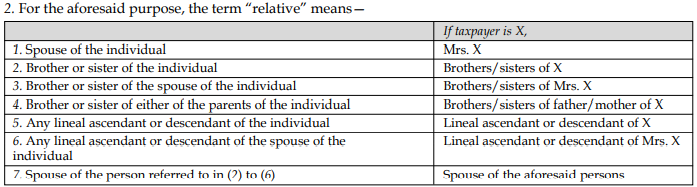 2. For the aforesaid purpose, the term “relative” means—
If taxpayer is X,
1. Spouse of the individual Mrs. X
2. Brother or sister of the individual Brothers/sisters of X
3. Brother or sister of the spouse of the individual Brothers/sisters of Mrs. X
4. Brother or sister of either of the parents of the individual Brothers/sisters of father/mother of X
5. Any lineal ascendant or descendant of the individual Lineal ascendant or descendant of X
6. Any lineal ascendant or descendant of the spouse of the Lineal ascendant or descendant of Mrs. X
individual
7. Spouse of the person referred to in (2) to (6) Spouse of the aforesaid persons